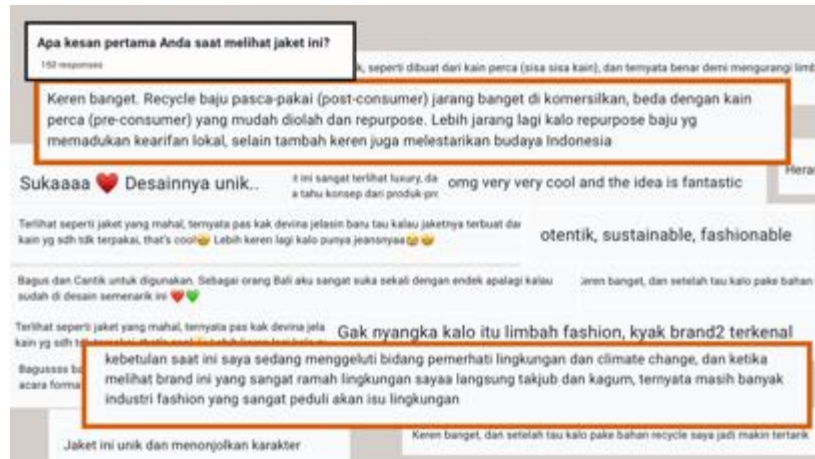 Apa kesan pertama Anda saat melihat jaket ini?
150 responses
k, seperti dibuat dari kain perca (sisa sisa kain), dan ternyata benar demi mengurangi limb
Keren banget. Recycle baju pasca-pakai (post-consumer) jarang banget di komersilkan, beda dengan kain
perca (pre-consumer) yang mudah diolah dan repurpose. Lebih jarang lagi kalo repurpose baju yg
memadukan kearifan lokal, selain tambah keren juga melestarikan budaya Indonesia
Sukaaaa ❤️ Desainnya unik..
t ini sangat terlihat luxury, da
a tahu konsep dari produk-pro
omg very very cool and the idea is fantastic
Heran
Terlihat seperti jaket yang mahal, ternyata pas kak devina jelasin baru tau kalau jaketnya terbuat dar
kain yg sdh tdk terpakai, that's cool Lebih keren lagi kalo punya jeansnyaa
otentik, sustainable, fashionable
Bagus dan Cantik untuk digunakan. Sebagai orang Bali aku sangat suka sekali dengan endek apalagi kalau
sudah di desain semenarik ini ❤️💚
keren banget, dan setelah tau kalo pake bahan
Terlihat seperti jaket yang mahal, ternyata pas kak devina jela
kain yg sdh
Gak nyangka kalo itu limbah fashion, kyak brand2 terkenal
Bagussss ba
acara forma
kebetulan saat ini saya sedang menggeluti bidang pemerhati lingkungan dan climate change, dan ketika
melihat brand ini yang sangat ramah lingkungan sayaa langsung takjub dan kagum, ternyata masih banyak
industri fashion yang sangat peduli akan isu lingkungan
Jaket ini unik dan menonjolkan karakter
Keren banget, dan setelah tau kalo pake bahan recycle saya jadi makin tertarik